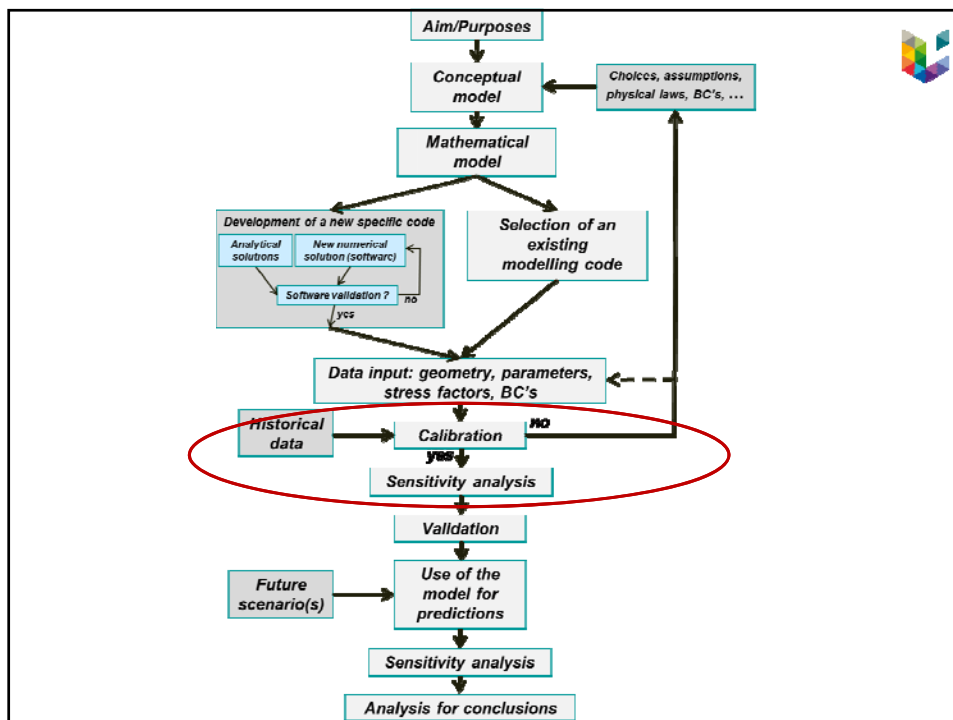 Aim/Purposes
Conceptual
model
Choices, assumptions,
physical laws, BC's, ...
Mathematical
model
Development of a new specific code
Analytical
solutions
New numerical
solution (software)
Software validation ?
no
yes
Selection of an
existing
modelling code
Data input: geometry, parameters,
stress factors, BC's
Historical
data
Calibration
no
yes
Sensitivity analysis
Validation
Future
scenario(s)
Use of the
model for
predictions
Sensitivity analysis
Analysis for conclusions